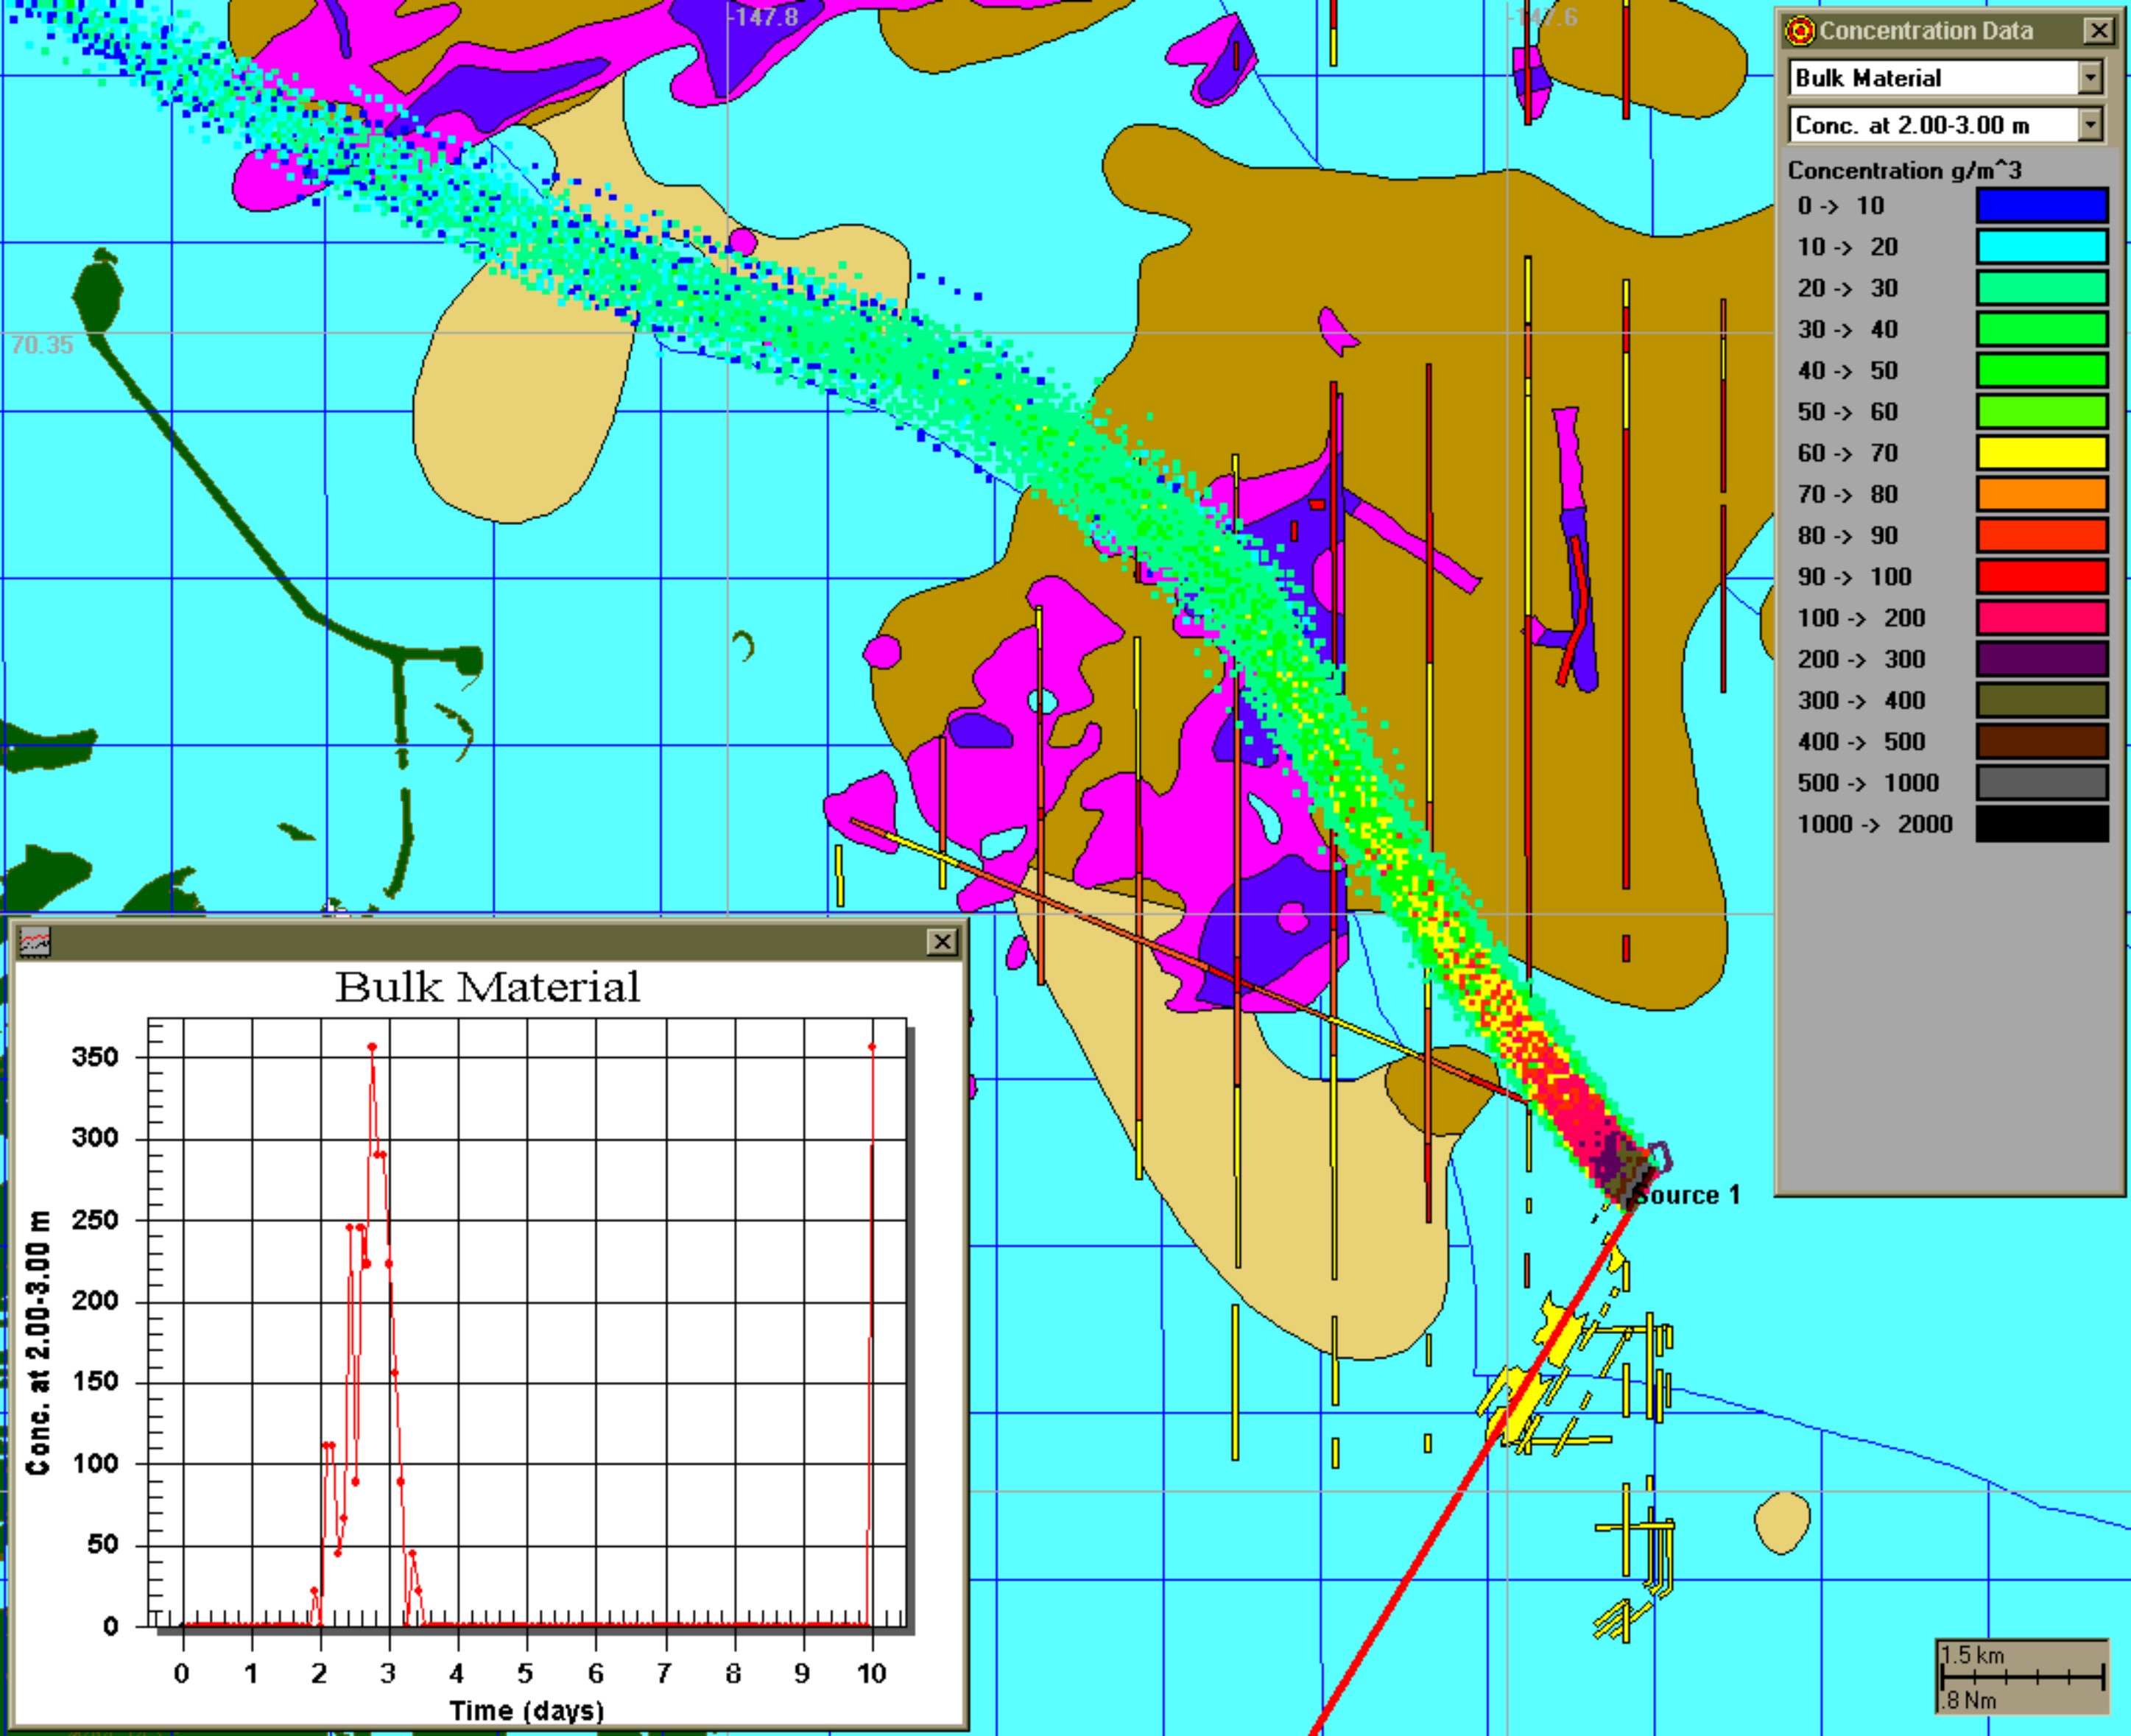 -147.8
-147.6
70.35
Concentration Data
Bulk Material
Conc. at 2.00-3.00 m
Concentration g/m^3
0 -> 10
10 -> 20
20 -> 30
30 -> 40
40 -> 50
50 -> 60
60 -> 70
70 -> 80
80 -> 90
90 -> 100
100 -> 200
200 -> 300
300 -> 400
400 -> 500
500 -> 1000
1000 -> 2000
Source 1
Bulk Material
Conc. at 2.00-3.00 m
350
300
250
200
150
100
50
0
0 1 2 3 4 5 6 7 8 9 10
Time (days)
1.5 km
.8 Nm